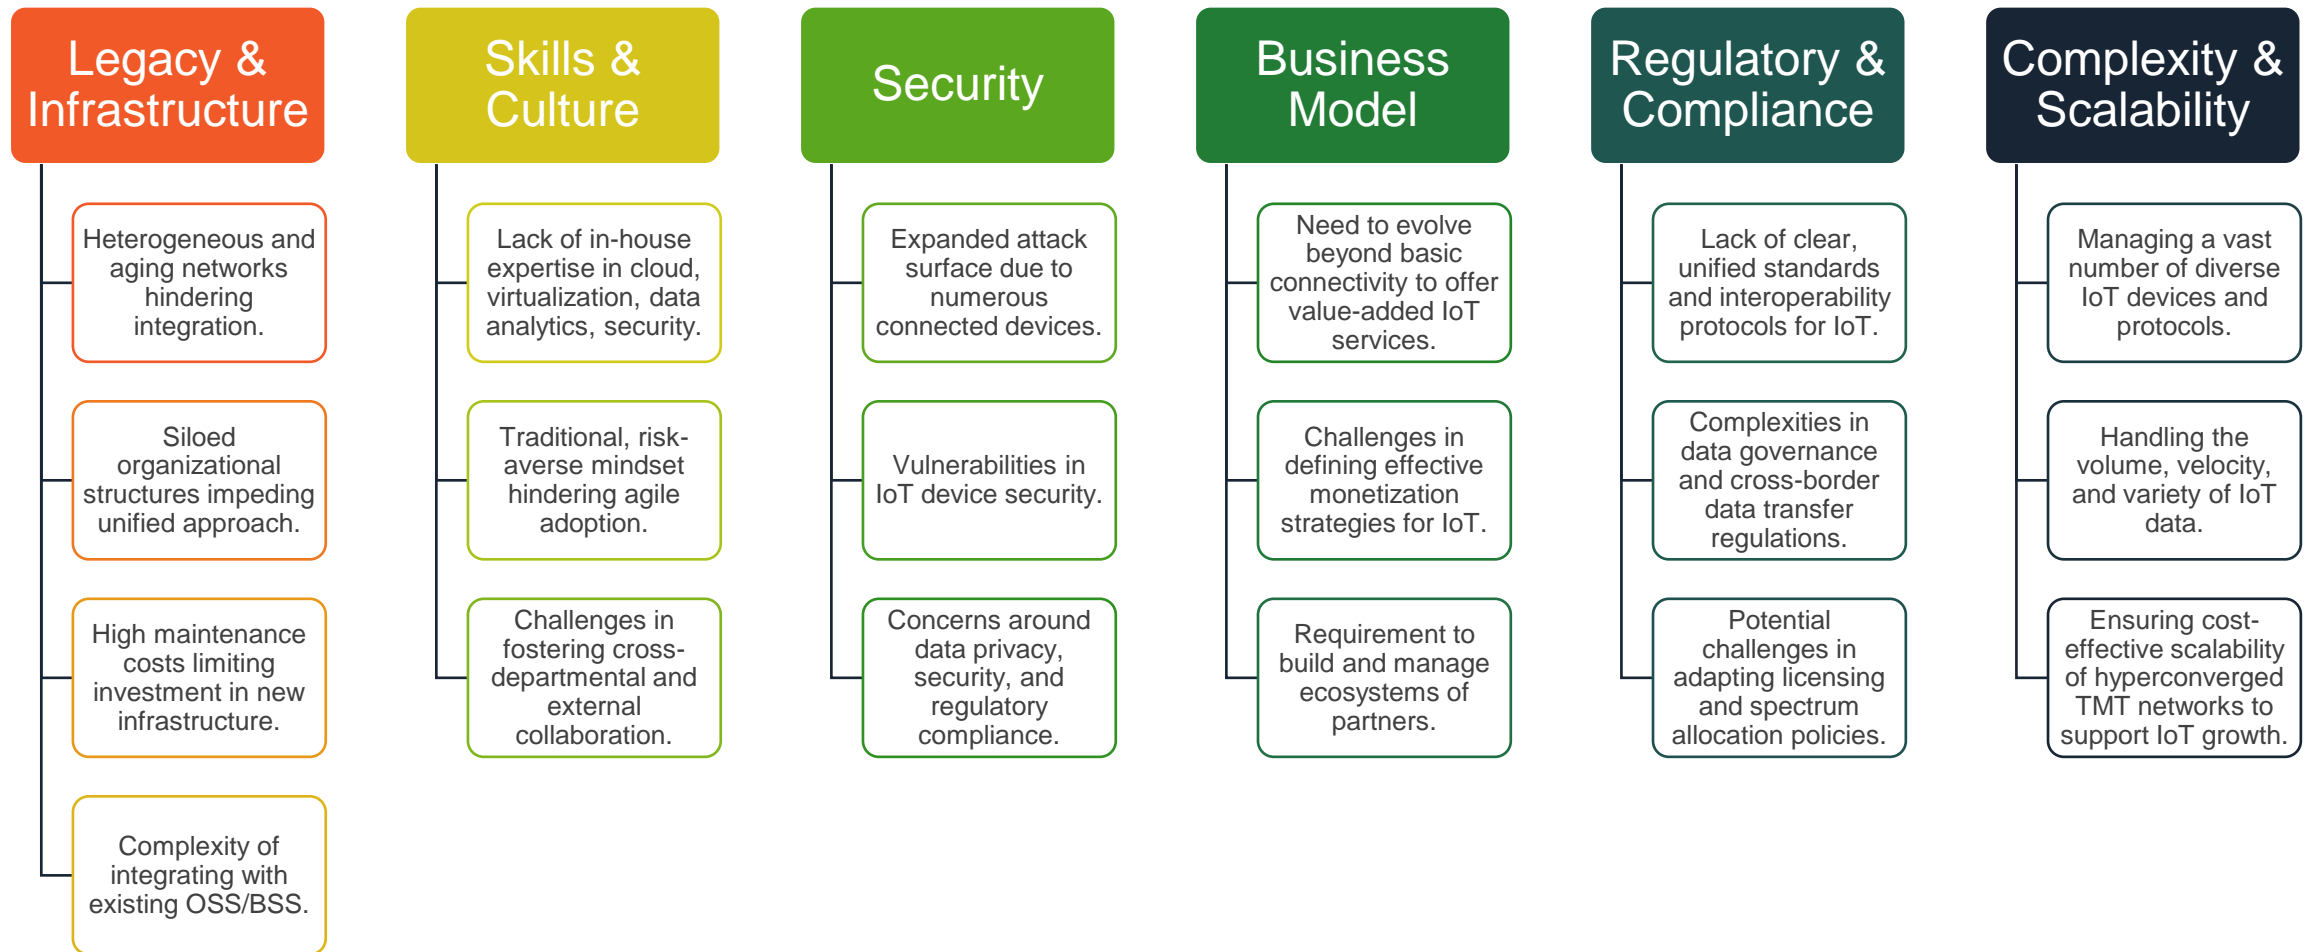 Legacy &
Infrastructure
Heterogeneous and
aging networks
hindering
integration.
Siloed
organizational
structures impeding
unified approach.
High maintenance
costs limiting
investment in new
infrastructure.
Complexity of
integrating with
existing OSS/BSS.
Skills &
Culture
Lack of in-house
expertise in cloud,
virtualization, data
analytics, security.
Traditional, risk-
averse mindset
hindering agile
adoption.
Challenges in
fostering cross-
departmental and
external
collaboration.
Security
Expanded attack
surface due to
numerous
connected devices.
Vulnerabilities in
IoT device security.
Concerns around
data privacy,
security, and
regulatory
compliance.
Business
Model
Need to evolve
beyond basic
connectivity to offer
value-added IoT
services.
Challenges in
defining effective
monetization
strategies for IoT.
Requirement to
build and manage
ecosystems of
partners.
Regulatory &
Compliance
Lack of clear,
unified standards
and interoperability
protocols for IoT.
Complexities in
data governance
and cross-border
data transfer
regulations.
Potential
challenges in
adapting licensing
and spectrum
allocation policies.
Complexity &
Scalability
Managing a vast
number of diverse
IoT devices and
protocols.
Handling the
volume, velocity,
and variety of IoT
data.
Ensuring cost-
effective scalability
of hyperconverged
TMT networks to
support IoT growth.